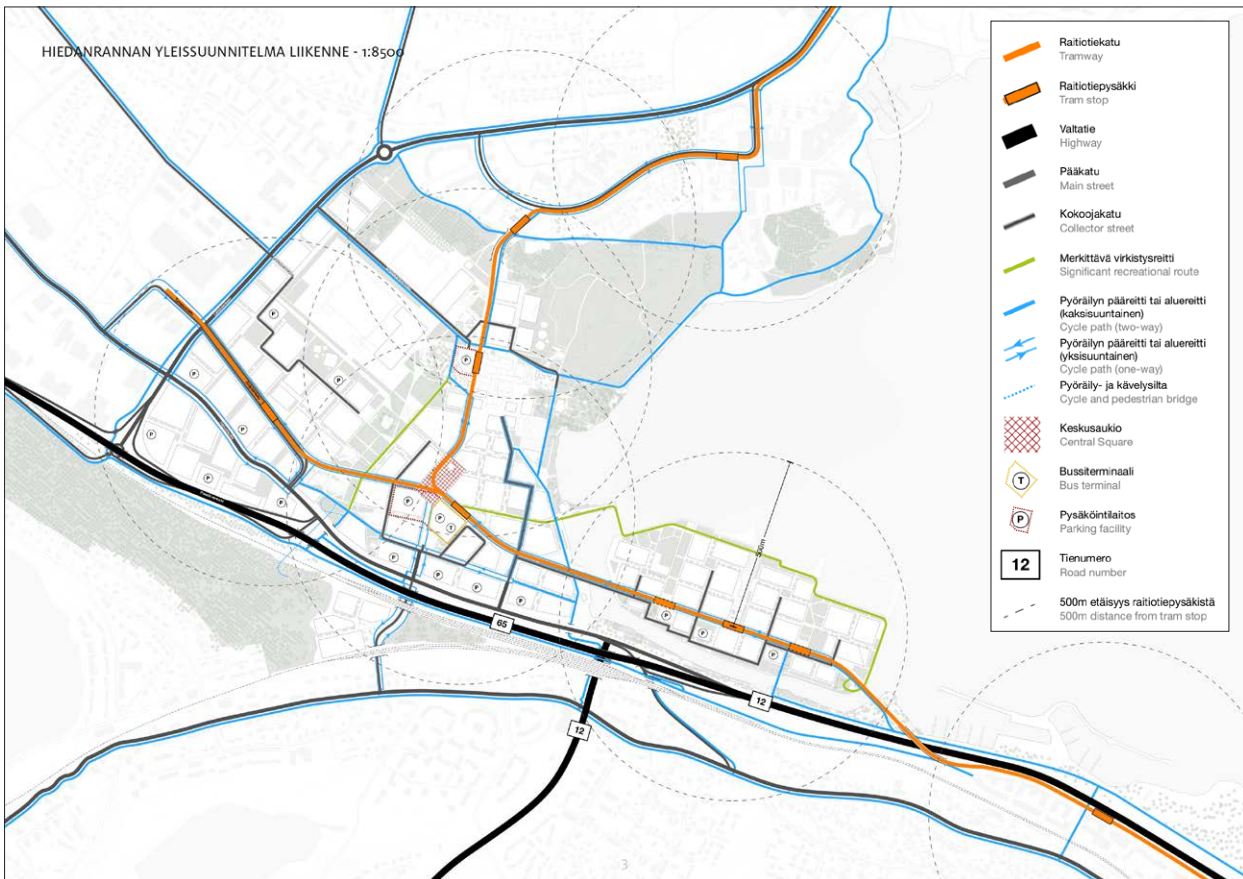 HIEDANRANNAN YLEISSUUNNITELMA LIIKENNE - 1:8500
Raitiotiekatu
Tramway
Raitiotiepysäkki
Tram stop
Valtatie
Highway
Pääkatu
Main street
Kokoojakatu
Collector street
Merkittävä virkistysreitti
Significant recreational route
Pyöräilyn pääreitti tai aluereitti
(kaksisuuntainen)
Cycle path (two-way)
Pyöräilyn pääreitti tai aluereitti
(yksisuuntainen)
Cycle path (one-way)
Pyöräily- ja kävelysilta
Cycle and pedestrian bridge
Keskusaukio
Central Square
T
Bussiterminaali
Bus terminal
P
Pysäköintilaitos
Parking facility
12
Tienumero
Road number
500m etäisyys raitiotiepysäkistä
500m distance from tram stop
P
P
P
P
P
P
P
P
P
P
P
P
P
T
P
P
P
P
P
500m
P
P
P
65
12
12
3